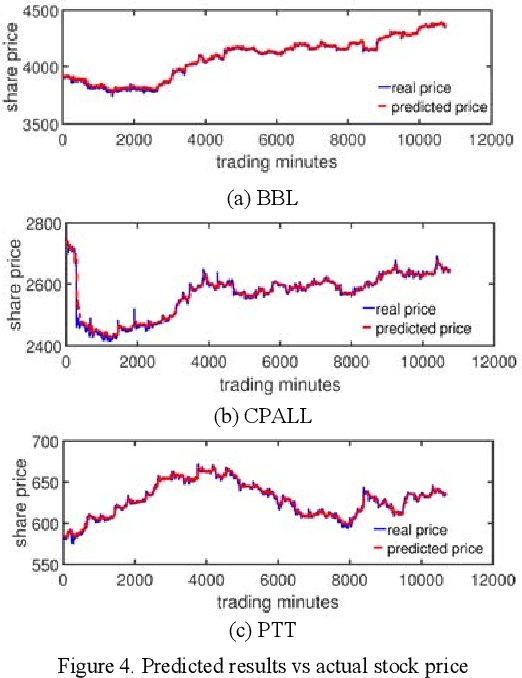 4500
4000
3500
share price
real price
predicted price
0 2000 4000 6000 8000 10000 12000
trading minutes
(a) BBL
2800
2600
2400
share price
real price
predicted price
0 2000 4000 6000 8000 10000 12000
trading minutes
(b) CPALL
700
650
600
550
share price
real price
predicted price
0 2000 4000 6000 8000 10000 12000
trading minutes
(c) PTT
Figure 4. Predicted results vs actual stock price